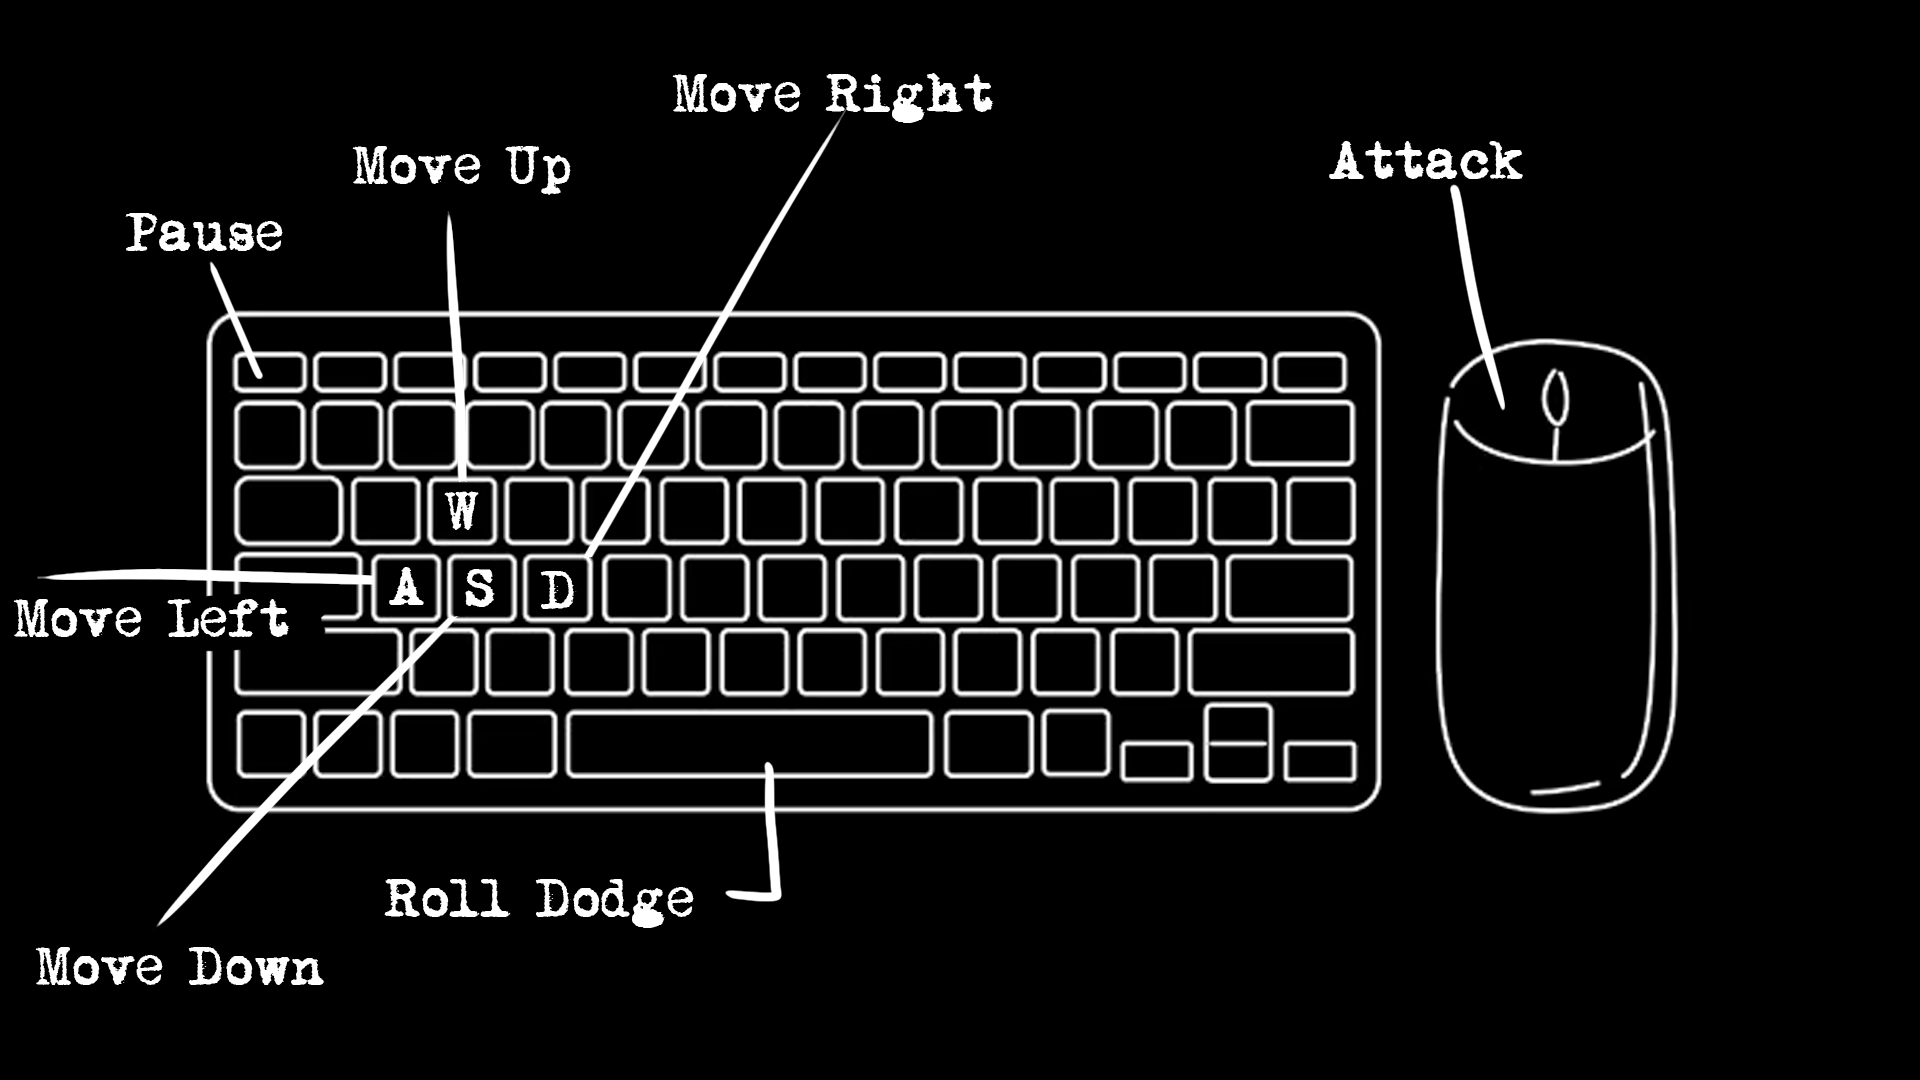 Move Right
Attack
Move Up
Pause
W
A S D
Move Left
Roll Dodge
Move Down